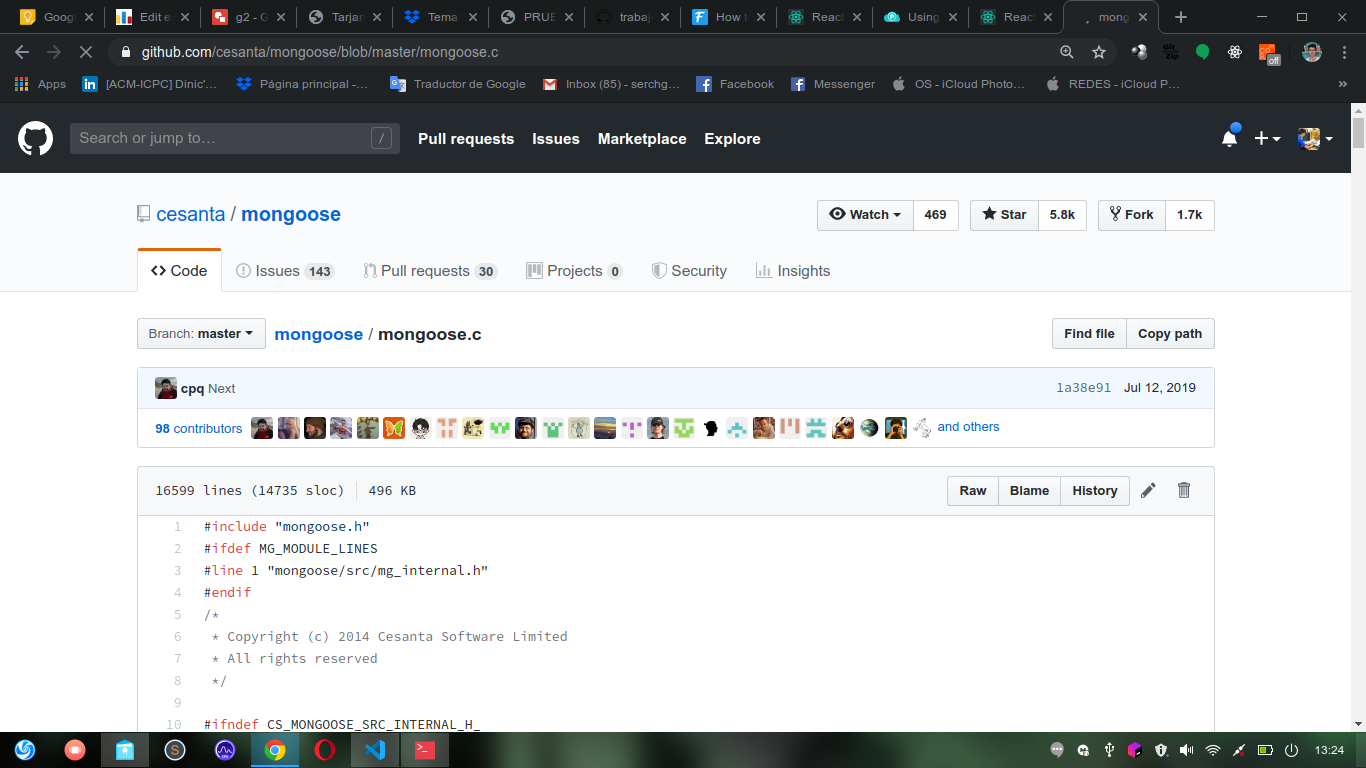 Googl
Edit e
g2 - G
Tarjan
Tema
PRUE
trabaj
How t
React
Using
React
mong
github.com/cesanta/mongoose/blob/master/mongoose.c
off
Apps
[ACM-ICPC] Dinic'…
Página principal -…
Traductor de Google
Inbox (85) - serchg…
Facebook
Messenger
OS - iCloud Photo…
REDES - iCloud P…
»
Search or jump to…
/
Pull requests
Issues
Marketplace
Explore
cesanta / mongoose
Watch
469
Star
5.8k
Fork
1.7k
Code
Issues 143
Pull requests 30
Projects 0
Security
Insights
Branch: master
mongoose / mongoose.c
Find file
Copy path
cpq Next
1a38e91 Jul 12, 2019
98 contributors
and others
16599 lines (14735 sloc)
496 KB
Raw
Blame
History
1 #include "mongoose.h"
2 #ifdef MG_MODULE_LINES
3 #line 1 "mongoose/src/mg_internal.h"
4 #endif
5 /*
6 * Copyright (c) 2014 Cesanta Software Limited
7 * All rights reserved
8 */
9
10 #ifndef CS_MONGOOSE_SRC_INTERNAL_H_
13:24